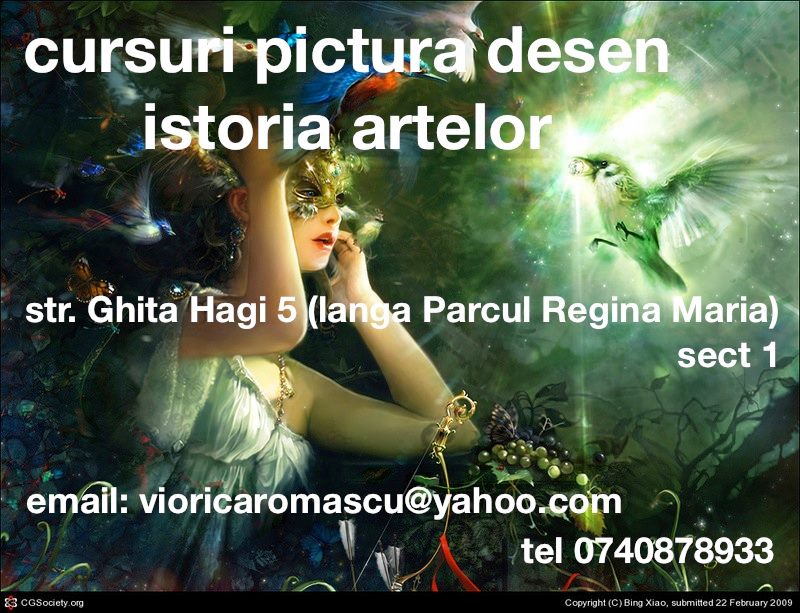 cursuri pictura desen
istoria artelor
str. Ghita Hagi 5 (langa Parcul Regina Maria)
sect 1
email: vioricaromascu@yahoo.com
tel 0740878933
CGSociety.org
Copyright (C) Bing Xiao, submitted 22 February 2009